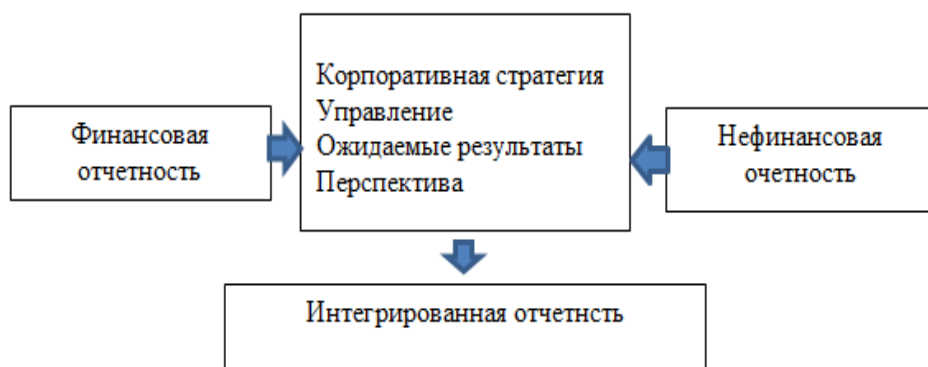 Финансовая
отчетность
Корпоративная стратегия
Управление
Ожидаемые результаты
Перспектива
Нефинансовая
очетность
Интегрированная отчетнсть